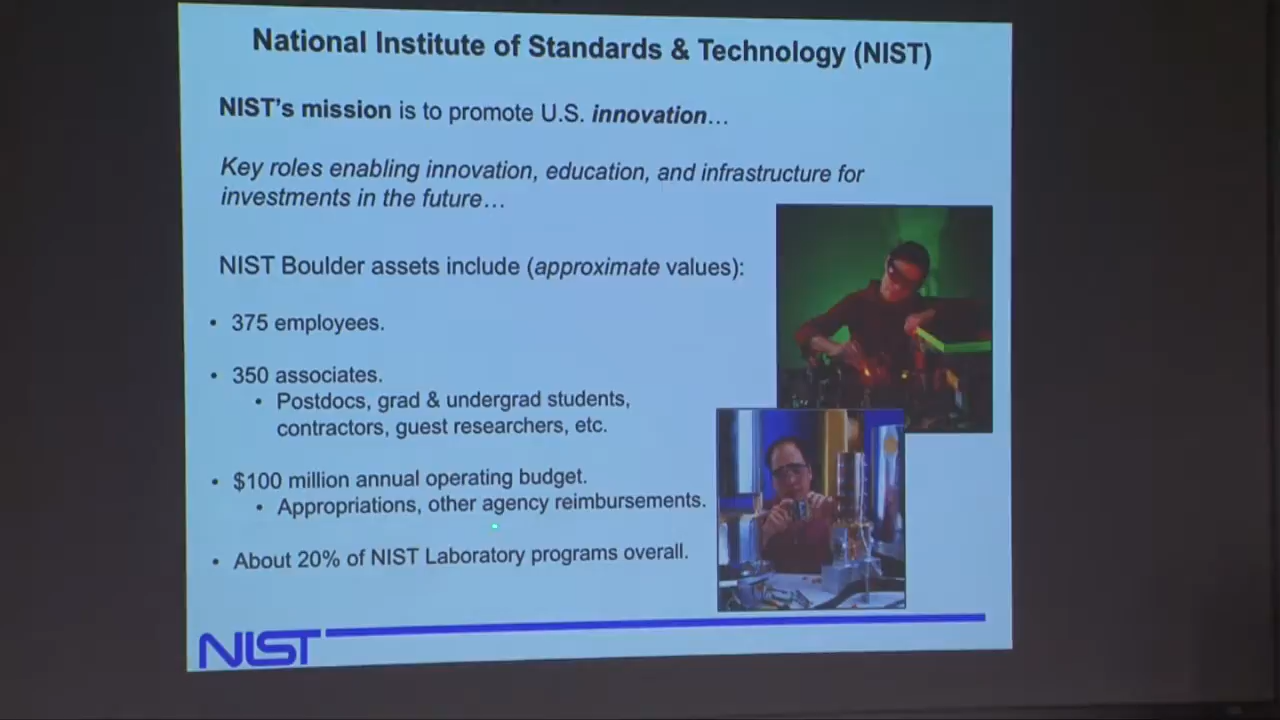 National Institute of Standards & Technology (NIST)
NIST's mission is to promote U.S. innovation…
Key roles enabling innovation, education, and infrastructure for
investments in the future…
NIST Boulder assets include (approximate values):
• 375 employees.
• 350 associates.
• Postdocs, grad & undergrad students,
contractors, guest researchers, etc.
• $100 million annual operating budget.
• Appropriations, other agency reimbursements.
• About 20% of NIST Laboratory programs overall.
NIST